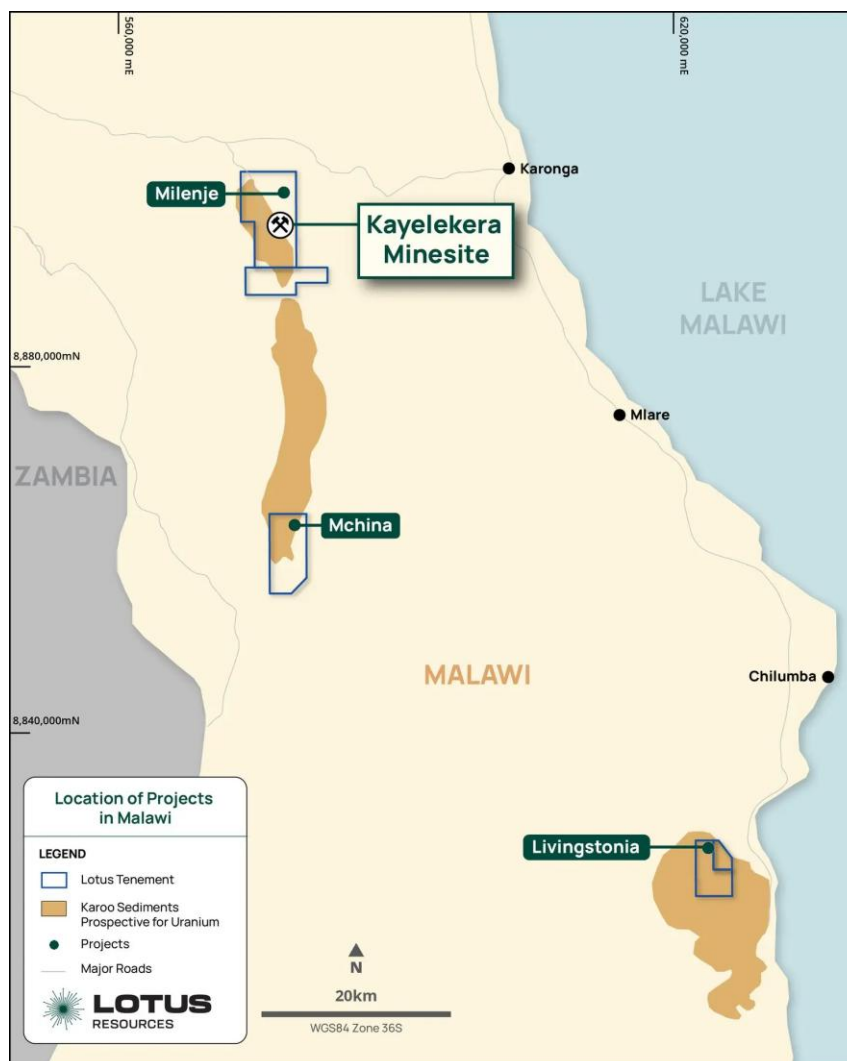 560,000 mE
620,000 mE
Karonga
Milenje
Kayelekera
Minesite
LAKE
MALAWI
8,880,000mN
Mlare
ZAMBIA
Mchina
MALAWI
Chilumba
8,840,000mN
Location of Projects
in Malawi
LEGEND
Lotus Tenement
Karoo Sediments
Prospective for Uranium
Projects
Major Roads
LOTUS
RESOURCES
Livingstonia
N
20km
WGS84 Zone 36S